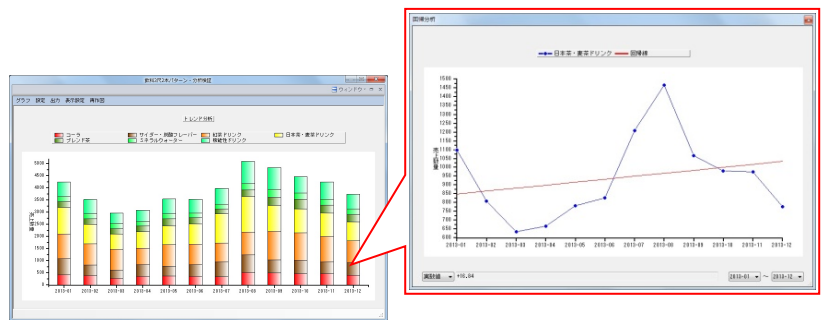 飲料3尺2本パターン - 分析検証
ウィンドウ
グラフ 設定 出力 表示設定 再作図
トレンド分析
コーラ サイダー・炭酸フレーバー 紅茶ドリンク 日本茶・麦茶ドリンク
ブレンド茶 ミネラルウォーター 機能性ドリンク
5000
4500
4000
3500
3000
2500
2000
1500
1000
500
0
2013-01 2013-02 2013-03 2013-04 2013-05 2013-06 2013-07 2013-08 2013-09 2013-10 2013-11 2013-12
回帰分析
日本茶・麦茶ドリンク 回帰線
1500
1450
1400
1350
1300
1250
1200
1150
1100
1050
1000
950
900
850
800
750
700
650
600
2013-01 2013-02 2013-03 2013-04 2013-05 2013-06 2013-07 2013-08 2013-09 2013-10 2013-11 2013-12
実数値 +16.84 2013-01 ～ 2013-12